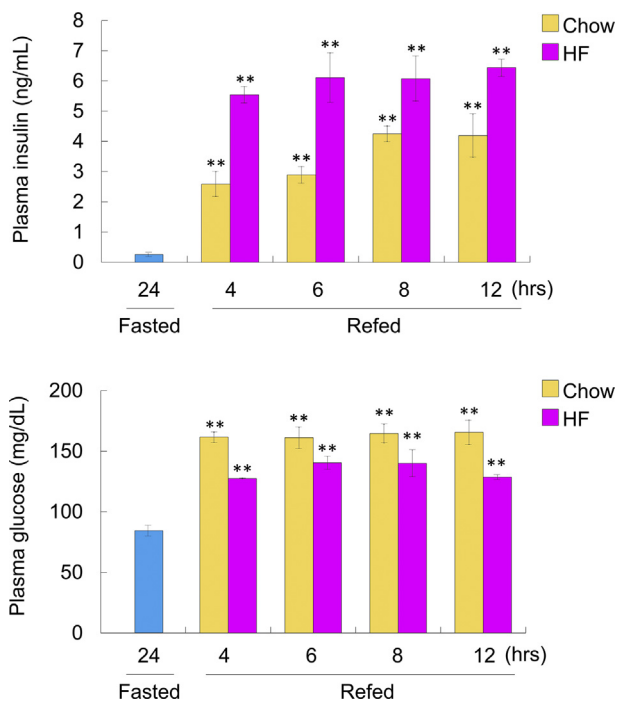 Plasma insulin (ng/mL)
8
7
6
5
4
3
2
1
0
Chow
HF
** ** ** ** ** ** ** **
24 4 6 8 12 (hrs)
Fasted Refed
Plasma glucose (mg/dL)
200
150
100
50
0
Chow
HF
** ** ** ** ** ** ** **
24 4 6 8 12 (hrs)
Fasted Refed